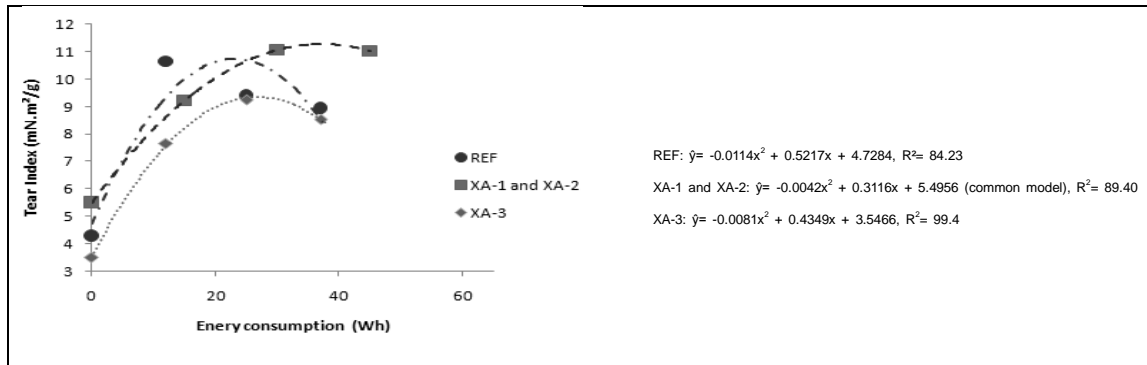 12
11
10
9
8
7
6
5
4
3
Tear Index (mN.m²/g)
0 20 40 60
Enery consumption (Wh)
REF
XA-1 and XA-2
XA-3
REF: ŷ= -0.0114x² + 0.5217x + 4.7284, R²= 84.23
XA-1 and XA-2: ŷ= -0.0042x² + 0.3116x + 5.4956 (common model), R²= 89.40
XA-3: ŷ= -0.0081x² + 0.4349x + 3.5466, R²= 99.4